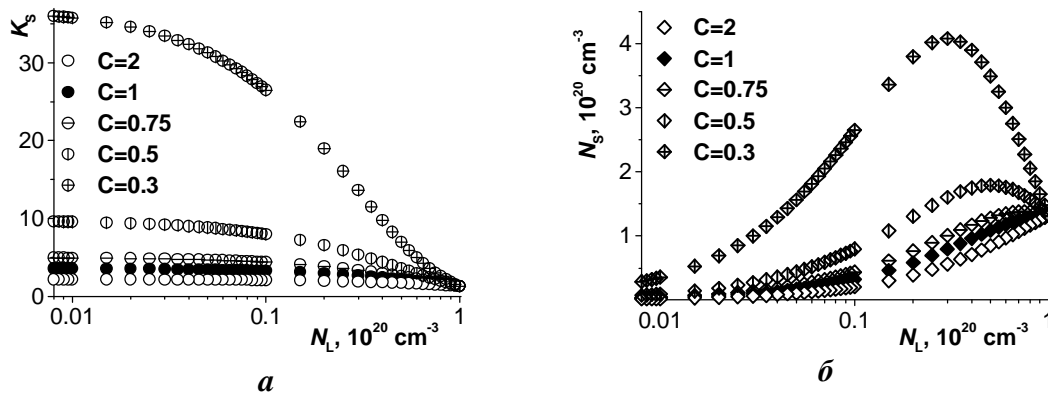 K_S
30
20
10
0
C=2
C=1
C=0.75
C=0.5
C=0.3
0.01
0.1
1
N_L, 10^20 cm^-3
а
N_S, 10^20 cm^-3
4
3
2
1
C=2
C=1
C=0.75
C=0.5
C=0.3
0.01
0.1
1
N_L, 10^20 cm^-3
б